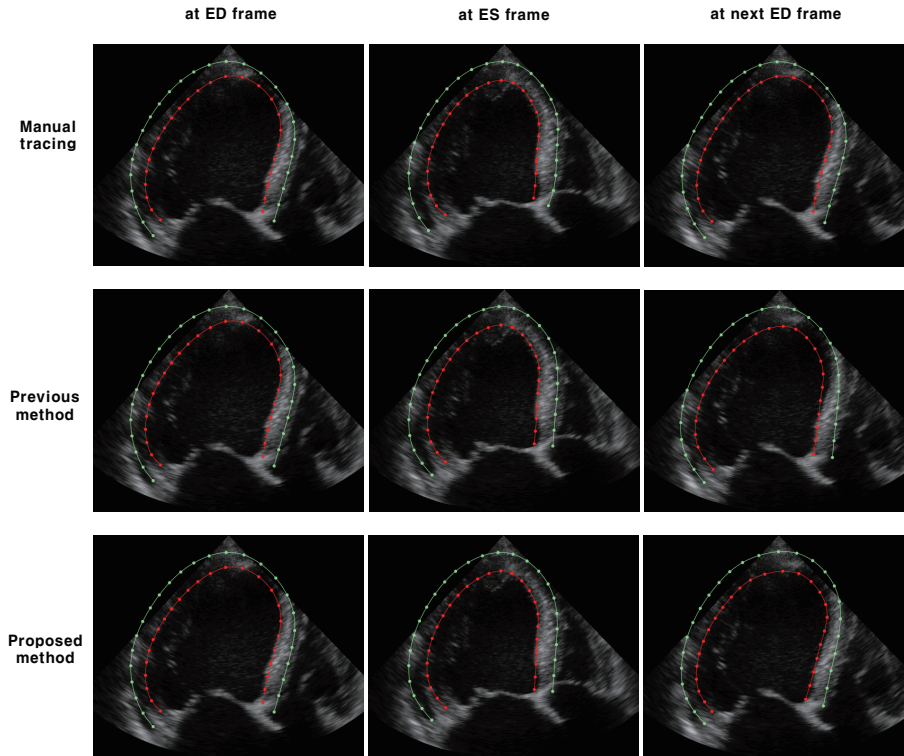 at ED frame
at ES frame
at next ED frame
Manual
tracing
Previous
method
Proposed
method